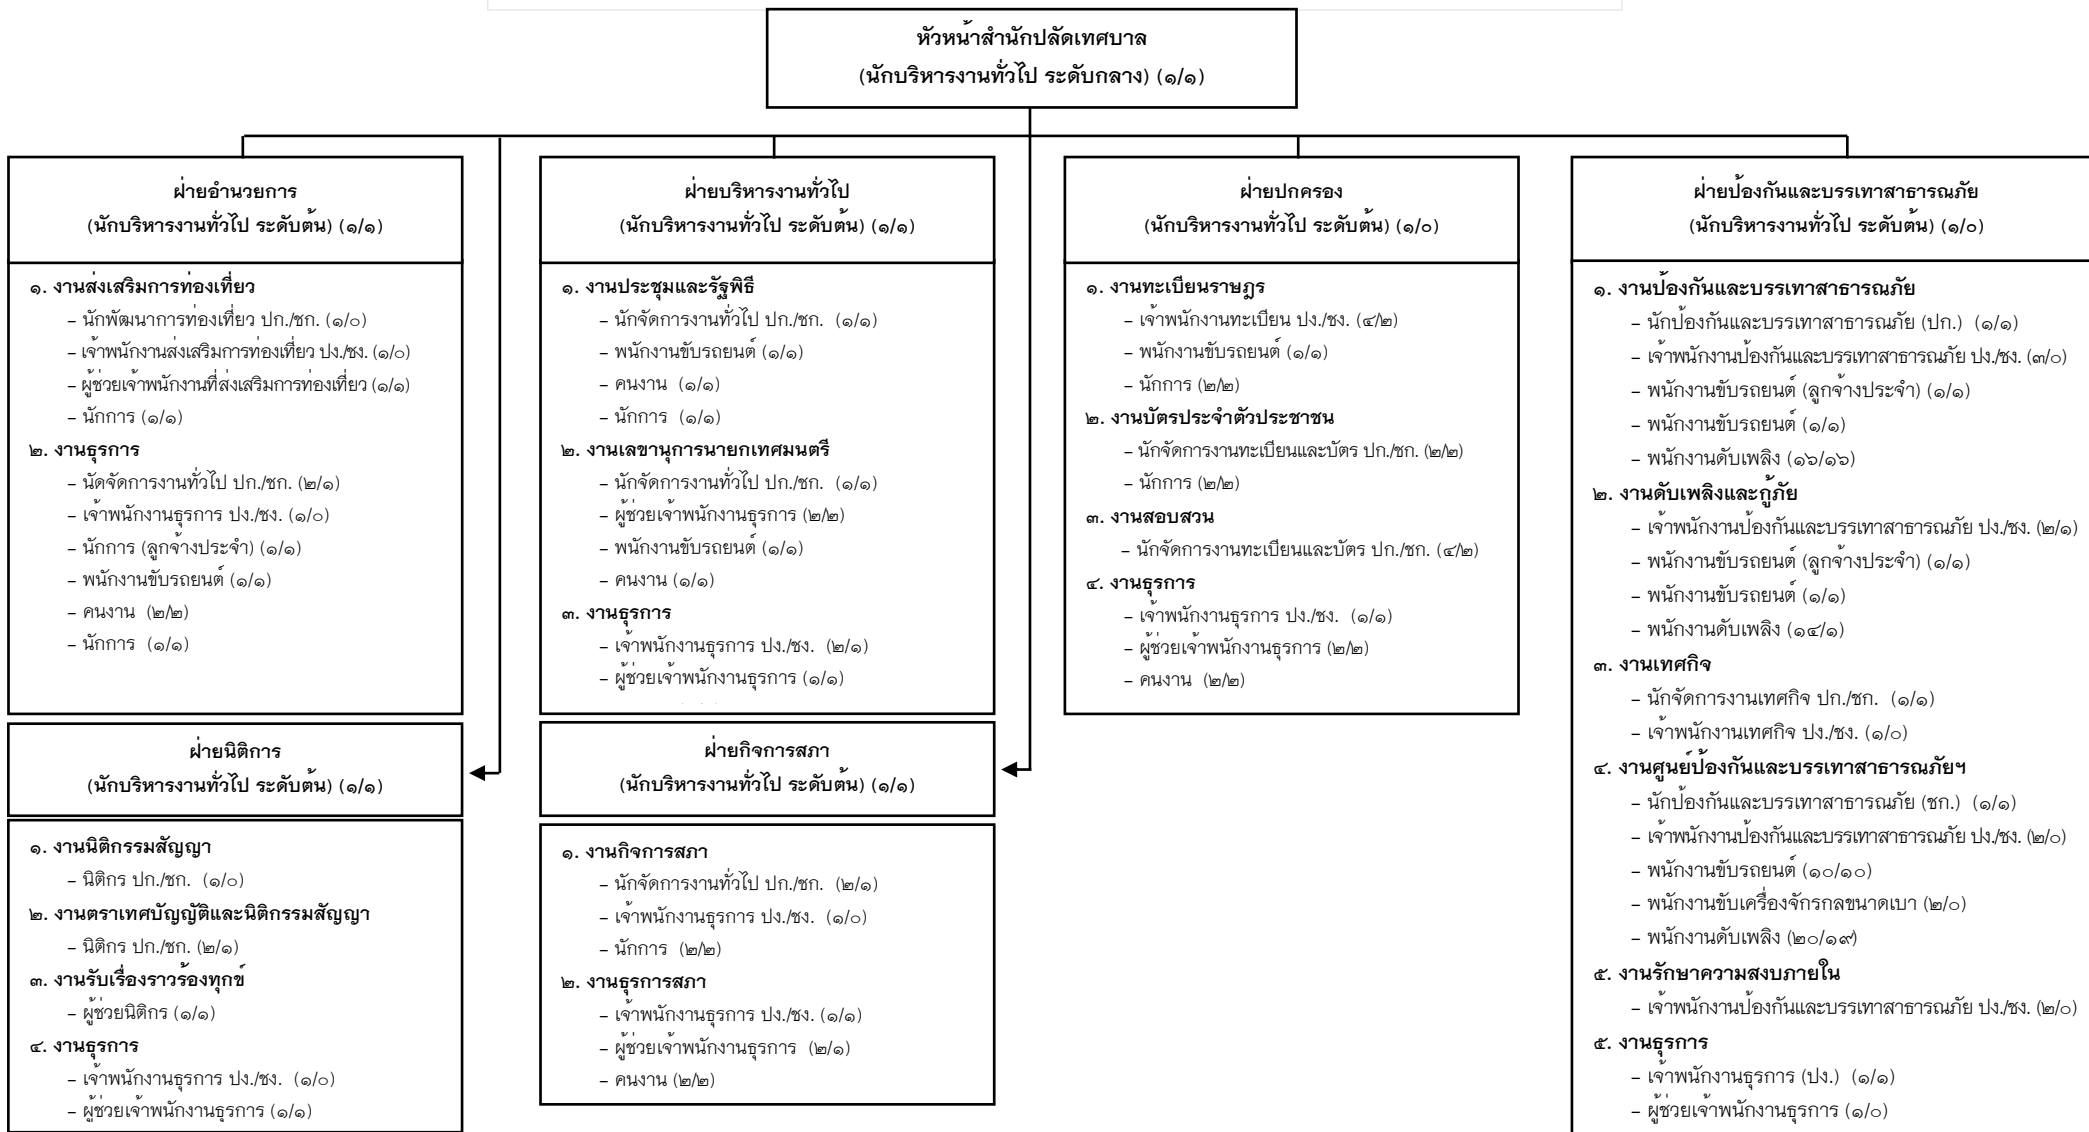 หัวหน้าสำนักปลัดเทศบาล
(นักบริหารงานทั่วไป ระดับกลาง) (๑/๑)
ฝ่ายอำนวยการ
(นักบริหารงานทั่วไป ระดับต้น) (๑/๑)
๑. งานส่งเสริมการท่องเที่ยว
– นักพัฒนาการท่องเที่ยว ปก./ชก. (๑/๐)
– เจ้าพนักงานส่งเสริมการท่องเที่ยว ปง./ชง. (๑/๐)
– ผู้ช่วยเจ้าพนักงานที่ส่งเสริมการท่องเที่ยว (๑/๑)
– นักการ (๑/๑)
๒. งานธุรการ
– นัดจัดการงานทั่วไป ปก./ชก. (๒/๑)
– เจ้าพนักงานธุรการ ปง./ชง. (๑/๐)
– นักการ (ลูกจ้างประจำ) (๑/๑)
– พนักงานขับรถยนต์ (๑/๑)
– คนงาน (๒/๒)
– นักการ (๑/๑)
ฝ่ายนิติการ
(นักบริหารงานทั่วไป ระดับต้น) (๑/๑)
๑. งานนิติกรรมสัญญา
– นิติกร ปก./ชก. (๑/๐)
๒. งานตราเทศบัญญัติและนิติกรรมสัญญา
– นิติกร ปก./ชก. (๒/๑)
๓. งานรับเรื่องราวร้องทุกข์
– ผู้ช่วยนิติกร (๑/๑)
๔. งานธุรการ
– เจ้าพนักงานธุรการ ปง./ชง. (๑/๐)
– ผู้ช่วยเจ้าพนักงานธุรการ (๑/๑)
ฝ่ายบริหารงานทั่วไป
(นักบริหารงานทั่วไป ระดับต้น) (๑/๑)
๑. งานประชุมและรัฐพิธี
– นักจัดการงานทั่วไป ปก./ชก. (๑/๑)
– พนักงานขับรถยนต์ (๑/๑)
– คนงาน (๑/๑)
– นักการ (๑/๑)
๒. งานเลขานุการนายกเทศมนตรี
– นักจัดการงานทั่วไป ปก./ชก. (๑/๑)
– ผู้ช่วยเจ้าพนักงานธุรการ (๒/๒)
– พนักงานขับรถยนต์ (๑/๑)
– คนงาน (๑/๑)
๓. งานธุรการ
– เจ้าพนักงานธุรการ ปง./ชง. (๒/๑)
– ผู้ช่วยเจ้าพนักงานธุรการ (๑/๑)
ฝ่ายกิจการสภา
(นักบริหารงานทั่วไป ระดับต้น) (๑/๑)
๑. งานกิจการสภา
– นักจัดการงานทั่วไป ปก./ชก. (๒/๑)
– เจ้าพนักงานธุรการ ปง./ชง. (๑/๐)
– นักการ (๒/๒)
๒. งานธุรการสภา
– เจ้าพนักงานธุรการ ปง./ชง. (๑/๑)
– ผู้ช่วยเจ้าพนักงานธุรการ (๒/๑)
– คนงาน (๒/๒)
ฝ่ายปกครอง
(นักบริหารงานทั่วไป ระดับต้น) (๑/๐)
๑. งานทะเบียนราษฎร
– เจ้าพนักงานทะเบียน ปง./ชง. (๔/๒)
– พนักงานขับรถยนต์ (๑/๑)
– นักการ (๒/๒)
๒. งานบัตรประจำตัวประชาชน
– นักจัดการงานทะเบียนและบัตร ปก./ชก. (๒/๒)
– นักการ (๒/๒)
๓. งานสอบสวน
– นักจัดการงานทะเบียนและบัตร ปก./ชก. (๔/๒)
๔. งานธุรการ
– เจ้าพนักงานธุรการ ปง./ชง. (๑/๑)
– ผู้ช่วยเจ้าพนักงานธุรการ (๒/๒)
– คนงาน (๒/๒)
ฝ่ายป้องกันและบรรเทาสาธารณภัย
(นักบริหารงานทั่วไป ระดับต้น) (๑/๐)
๑. งานป้องกันและบรรเทาสาธารณภัย
– นักป้องกันและบรรเทาสาธารณภัย (ปก.) (๑/๑)
– เจ้าพนักงานป้องกันและบรรเทาสาธารณภัย ปง./ชง. (๓/๐)
– พนักงานขับรถยนต์ (ลูกจ้างประจำ) (๑/๑)
– พนักงานขับรถยนต์ (๑/๑)
– พนักงานดับเพลิง (๑๖/๑๖)
๒. งานดับเพลิงและกู้ภัย
– เจ้าพนักงานป้องกันและบรรเทาสาธารณภัย ปง./ชง. (๒/๑)
– พนักงานขับรถยนต์ (ลูกจ้างประจำ) (๑/๑)
– พนักงานขับรถยนต์ (๑/๑)
– พนักงานดับเพลิง (๑๔/๑)
๓. งานเทศกิจ
– นักจัดการงานเทศกิจ ปก./ชก. (๑/๑)
– เจ้าพนักงานเทศกิจ ปง./ชง. (๑/๐)
๔. งานศูนย์ป้องกันและบรรเทาสาธารณภัยฯ
– นักป้องกันและบรรเทาสาธารณภัย (ชก.) (๑/๑)
– เจ้าพนักงานป้องกันและบรรเทาสาธารณภัย ปง./ชง. (๒/๐)
– พนักงานขับรถยนต์ (๑๐/๑๐)
– พนักงานขับเครื่องจักรกลขนาดเบา (๒/๐)
– พนักงานดับเพลิง (๒๐/๑๙)
๕. งานรักษาความสงบภายใน
– เจ้าพนักงานป้องกันและบรรเทาสาธารณภัย ปง./ชง. (๒/๐)
๕. งานธุรการ
– เจ้าพนักงานธุรการ (ปง.) (๑/๑)
– ผู้ช่วยเจ้าพนักงานธุรการ (๑/๐)